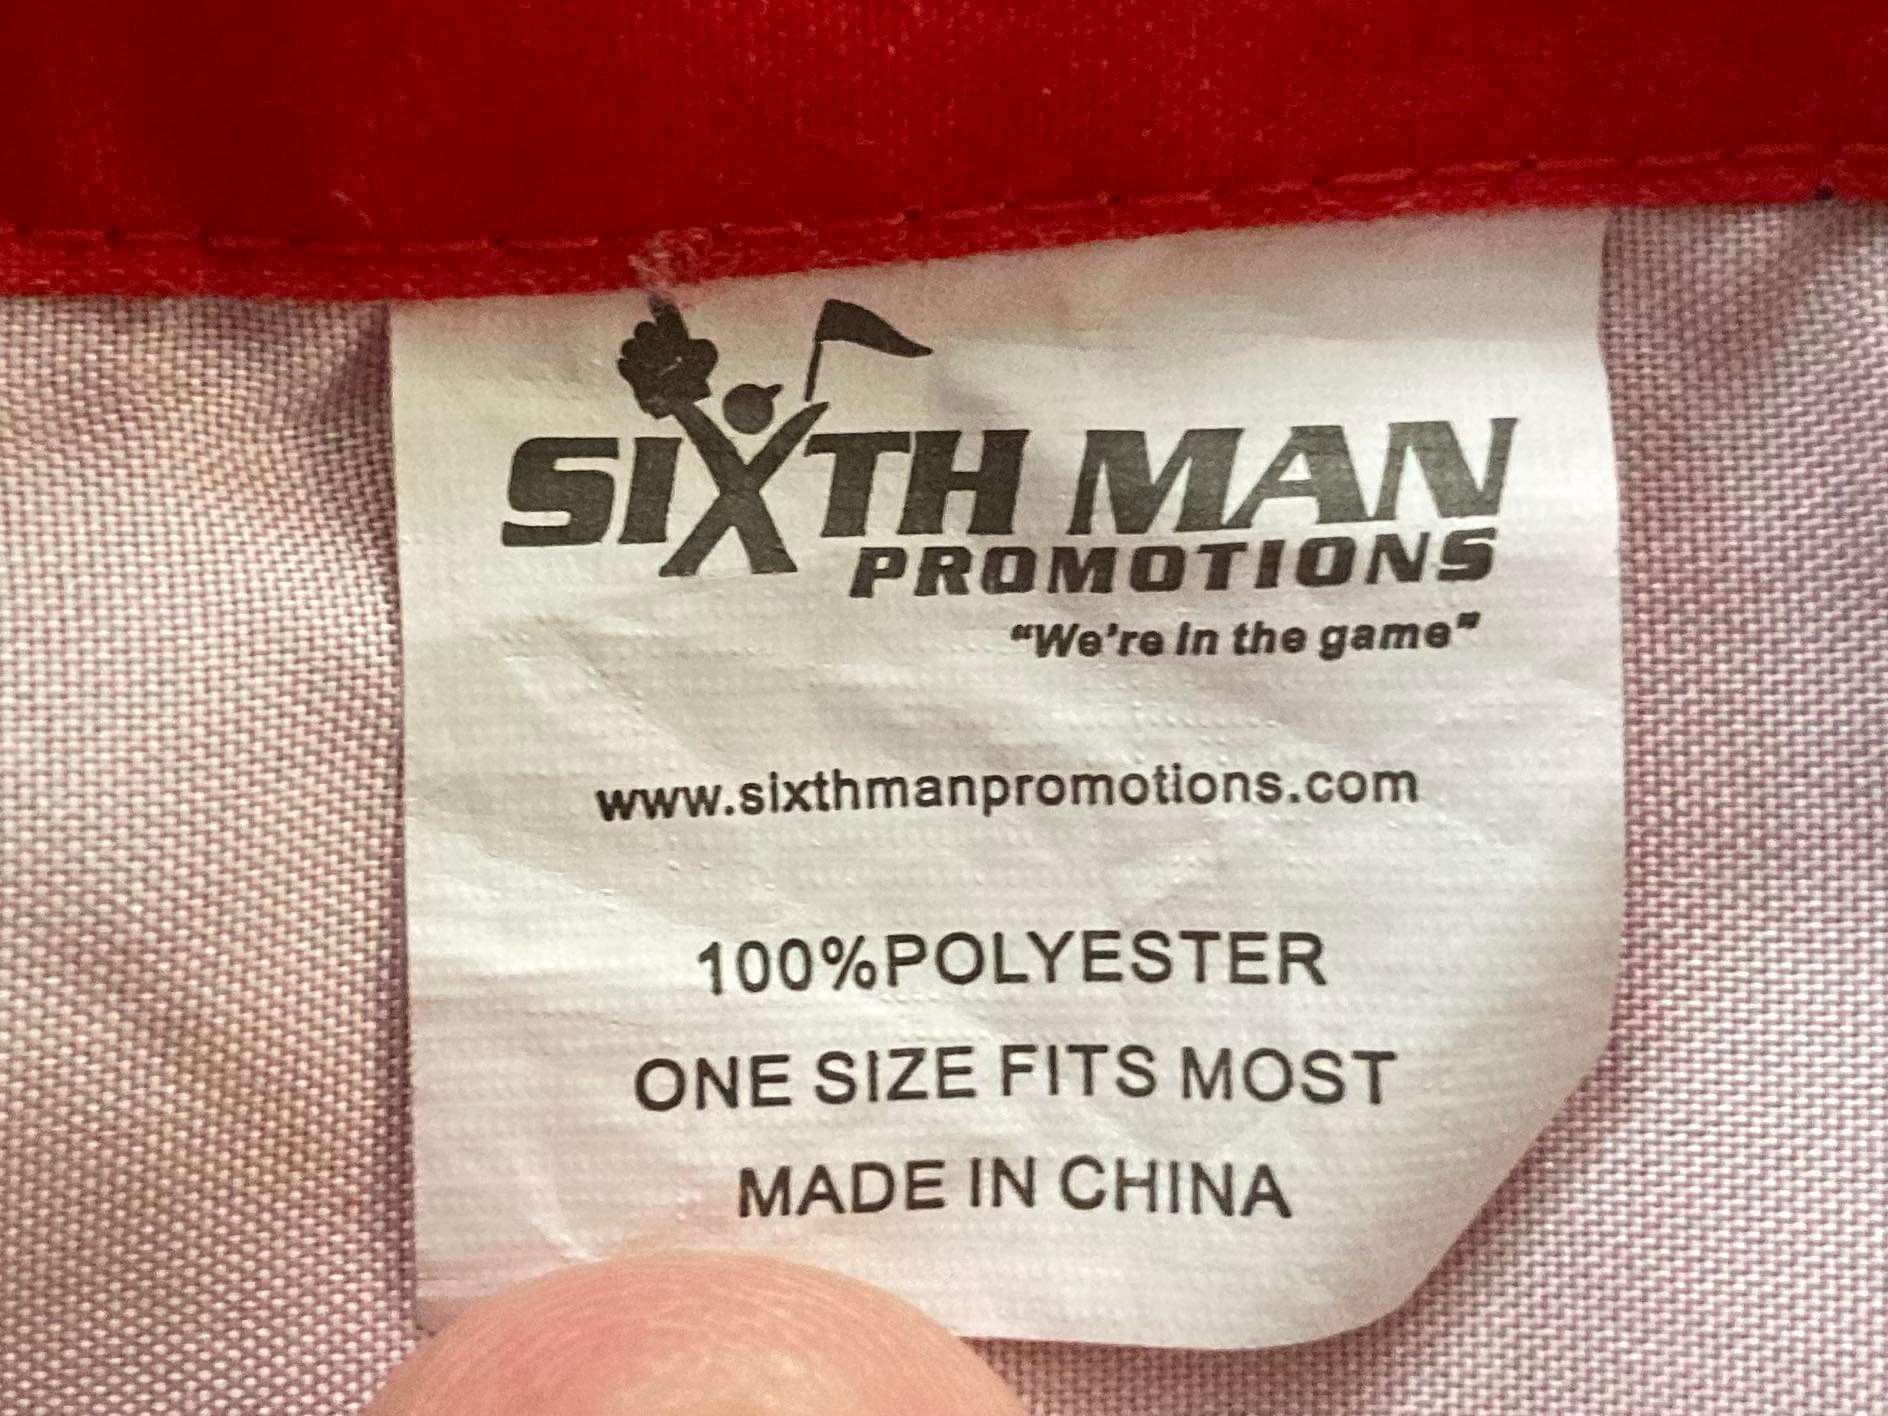 SIXTH MAN
PROMOTIONS
"We're in the game"
www.sixthmanpromotions.com
100%POLYESTER
ONE SIZE FITS MOST
MADE IN CHINA